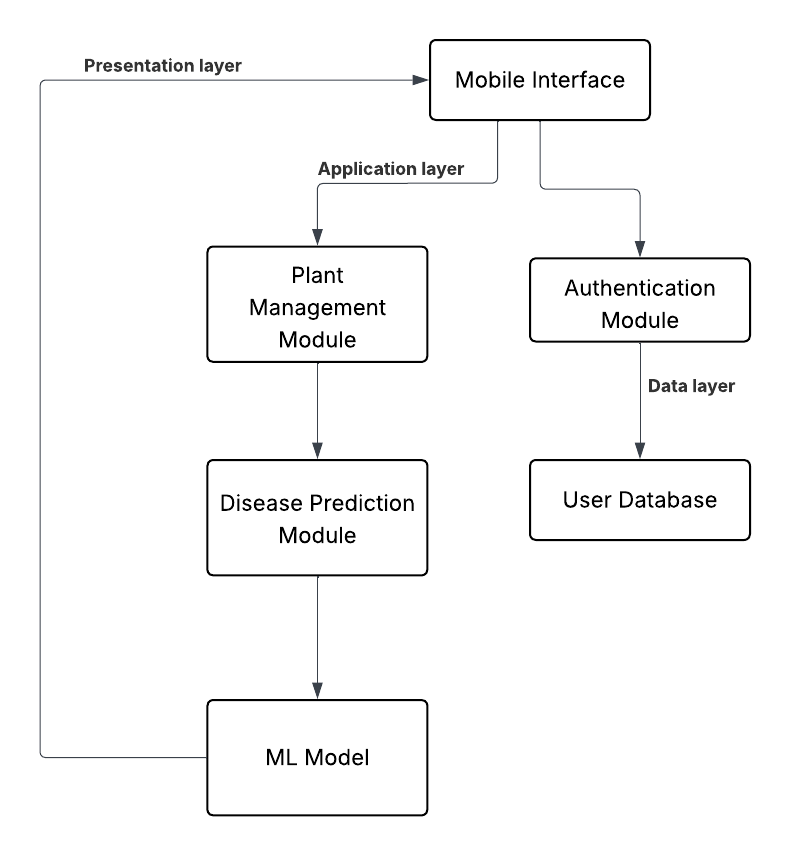 Presentation layer
Mobile Interface
Application layer
Plant
Management
Module
Authentication
Module
Data layer
Disease Prediction
Module
User Database
ML Model